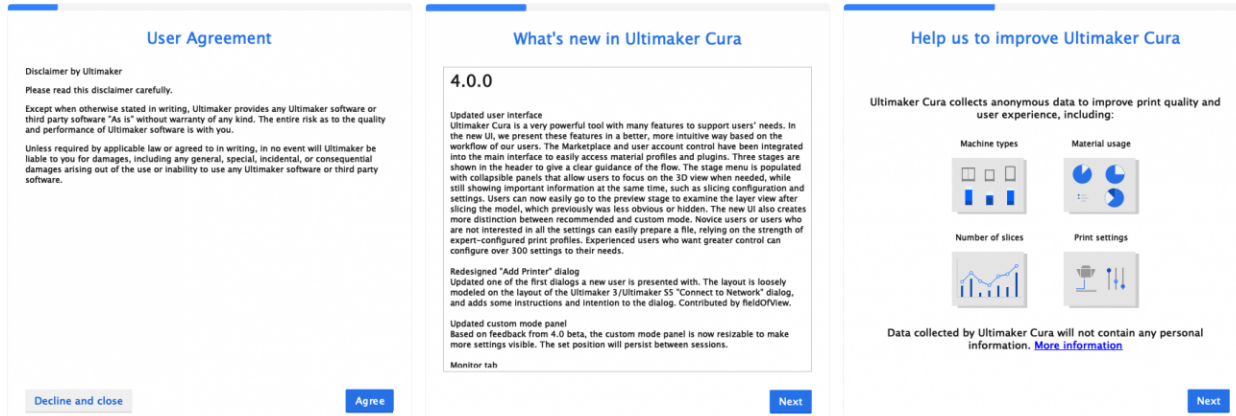 User Agreement
Disclaimer by Ultimaker
Please read this disclaimer carefully.
Except when otherwise stated in writing, Ultimaker provides any Ultimaker software or
third party software "As is" without warranty of any kind. The entire risk as to the quality
and performance of Ultimaker software is with you.
Unless required by applicable law or agreed to in writing, in no event will Ultimaker be
liable to you for damages, including any general, special, incidental, or consequential
damages arising out of the use or inability to use any Ultimaker software or third party
software.
Decline and close
Agree
What's new in Ultimaker Cura
4.0.0
Updated user interface
Ultimaker Cura is a very powerful tool with many features to support users' needs. In
the new UI, we present these features in a better, more intuitive way based on the
workflow of our users. The Marketplace and user account control have been integrated
into the main interface to easily access material profiles and plugins. Three stages are
shown in the header to give a clear guidance of the flow. The stage menu is populated
with collapsible panels that allow users to focus on the 3D view when needed, while
still showing important information at the same time, such as slicing configuration and
settings. Users can now easily go to the preview stage to examine the layer view after
slicing the model, which previously was less obvious or hidden. The new UI also creates
more distinction between recommended and custom mode. Novice users or users who
are not interested in all the settings can easily prepare a file, relying on the strength of
expert-configured print profiles. Experienced users who want greater control can
configure over 300 settings to their needs.
Redesigned "Add Printer" dialog
Updated one of the first dialogs a new user is presented with. The layout is loosely
modeled on the layout of the Ultimaker 3/Ultimaker S5 "Connect to Network" dialog,
and adds some instructions and intention to the dialog. Contributed by fieldOfView.
Updated custom mode panel
Based on feedback from 4.0 beta, the custom mode panel is now resizable to make
more settings visible. The set position will persist between sessions.
Monitor tab
Next
Help us to improve Ultimaker Cura
Ultimaker Cura collects anonymous data to improve print quality and
user experience, including:
Machine types
Material usage
Number of slices
Print settings
Data collected by Ultimaker Cura will not contain any personal
information. More information
Next